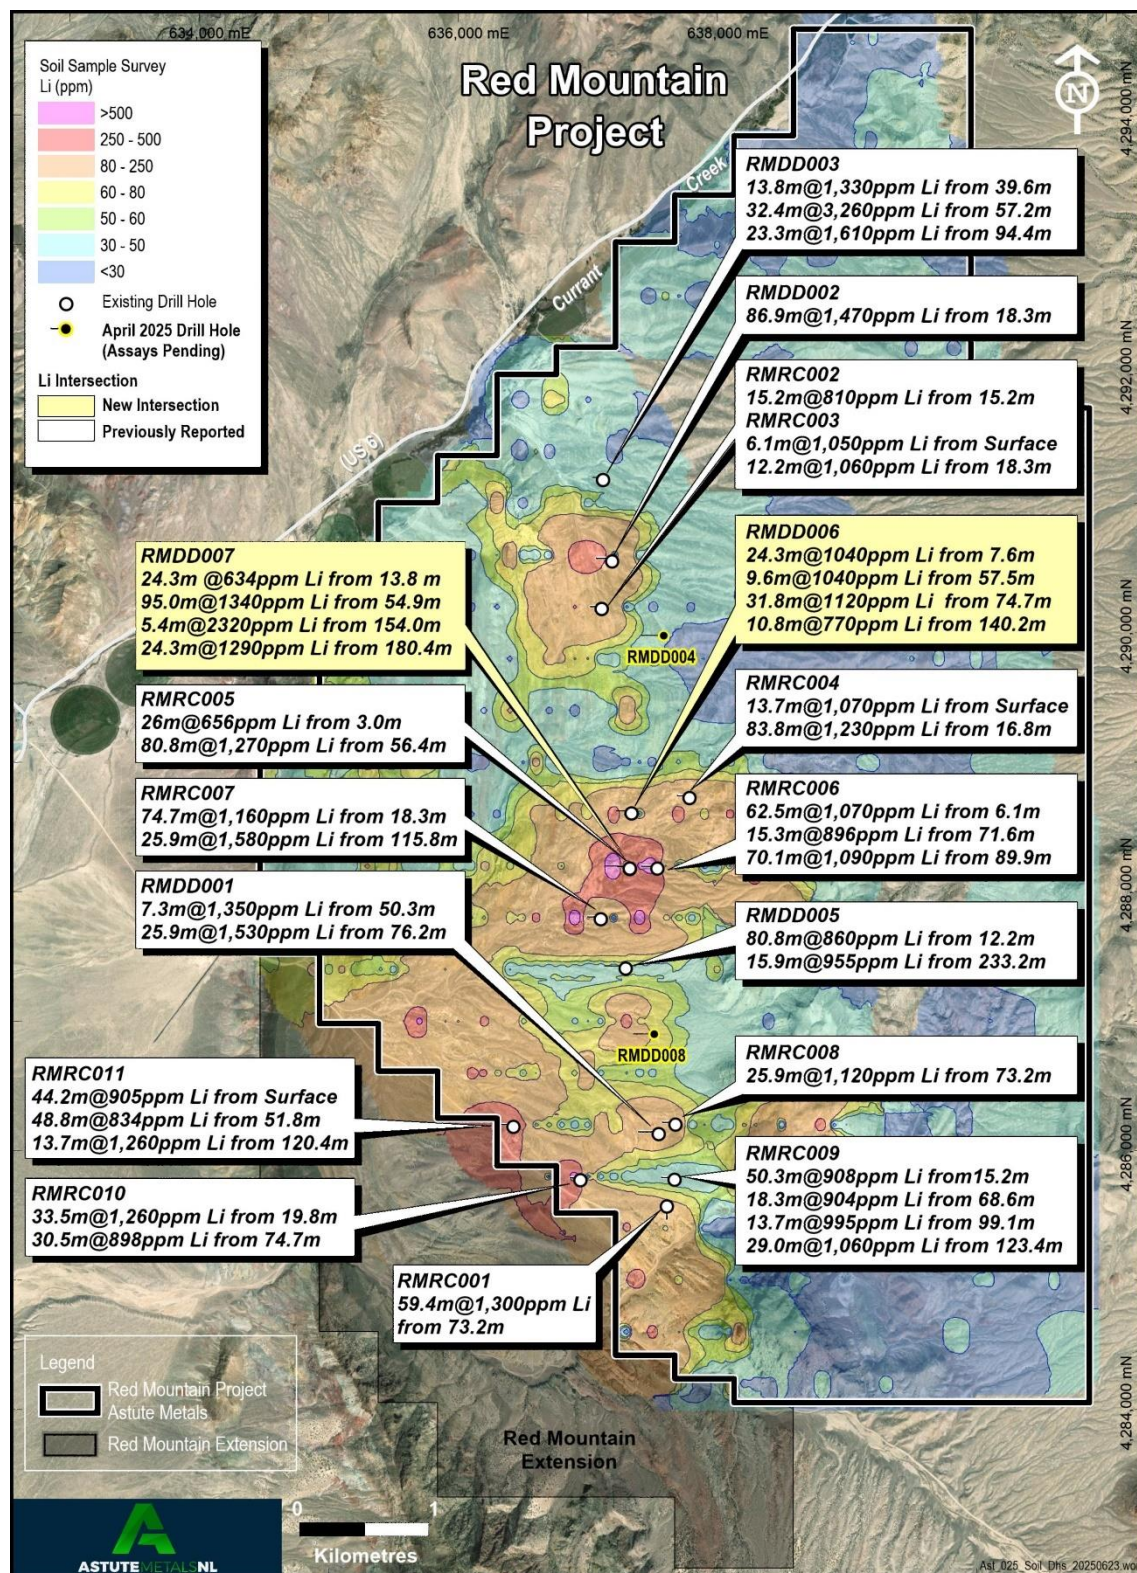 634,000 mE
636,000 mE
638,000 mE
Red Mountain
Project
N
4,294,000 mN
4,292,000 mN
4,290,000 mN
4,288,000 mN
4,286,000 mN
4,284,000 mN
Soil Sample Survey
Li (ppm)
>500
250 - 500
80 - 250
60 - 80
50 - 60
30 - 50
<30
Existing Drill Hole
April 2025 Drill Hole
(Assays Pending)
Li Intersection
New Intersection
Previously Reported
Currant
Creek
(US 6)
RMDD003
13.8m@1,330ppm Li from 39.6m
32.4m@3,260ppm Li from 57.2m
23.3m@1,610ppm Li from 94.4m
RMDD002
86.9m@1,470ppm Li from 18.3m
RMRC002
15.2m@810ppm Li from 15.2m
RMRC003
6.1m@1,050ppm Li from Surface
12.2m@1,060ppm Li from 18.3m
RMDD007
24.3m @634ppm Li from 13.8 m
95.0m@1340ppm Li from 54.9m
5.4m@2320ppm Li from 154.0m
24.3m@1290ppm Li from 180.4m
RMDD006
24.3m@1040ppm Li from 7.6m
9.6m@1040ppm Li from 57.5m
31.8m@1120ppm Li from 74.7m
10.8m@770ppm Li from 140.2m
RMDD004
RMRC005
26m@656ppm Li from 3.0m
80.8m@1,270ppm Li from 56.4m
RMRC004
13.7m@1,070ppm Li from Surface
83.8m@1,230ppm Li from 16.8m
RMRC007
74.7m@1,160ppm Li from 18.3m
25.9m@1,580ppm Li from 115.8m
RMRC006
62.5m@1,070ppm Li from 6.1m
15.3m@896ppm Li from 71.6m
70.1m@1,090ppm Li from 89.9m
RMDD001
7.3m@1,350ppm Li from 50.3m
25.9m@1,530ppm Li from 76.2m
RMDD005
80.8m@860ppm Li from 12.2m
15.9m@955ppm Li from 233.2m
RMDD008
RMRC008
25.9m@1,120ppm Li from 73.2m
RMRC011
44.2m@905ppm Li from Surface
48.8m@834ppm Li from 51.8m
13.7m@1,260ppm Li from 120.4m
RMRC009
50.3m@908ppm Li from15.2m
18.3m@904ppm Li from 68.6m
13.7m@995ppm Li from 99.1m
29.0m@1,060ppm Li from 123.4m
RMRC010
33.5m@1,260ppm Li from 19.8m
30.5m@898ppm Li from 74.7m
RMRC001
59.4m@1,300ppm Li
from 73.2m
Legend
Red Mountain Project
Astute Metals
Red Mountain Extension
Red Mountain
Extension
0
1
Kilometres
ASTUTEMETALSNL
Ast_025_Soil_Dhs_20250623.wor